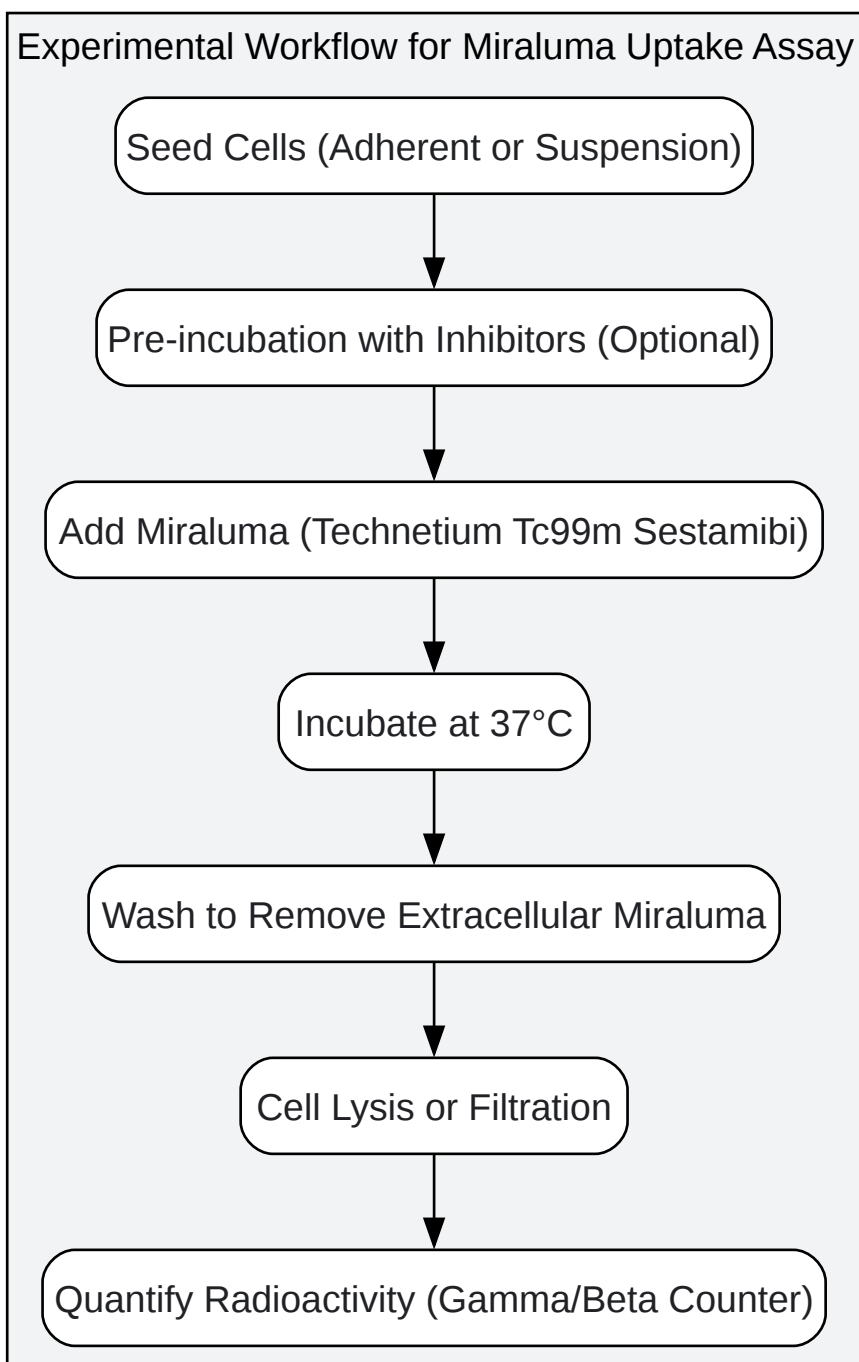 Experimental Workflow for Miraluma Uptake Assay
Seed Cells (Adherent or Suspension)
Pre-incubation with Inhibitors (Optional)
Add Miraluma (Technetium Tc99m Sestamibi)
Incubate at 37°C
Wash to Remove Extracellular Miraluma
Cell Lysis or Filtration
Quantify Radioactivity (Gamma/Beta Counter)